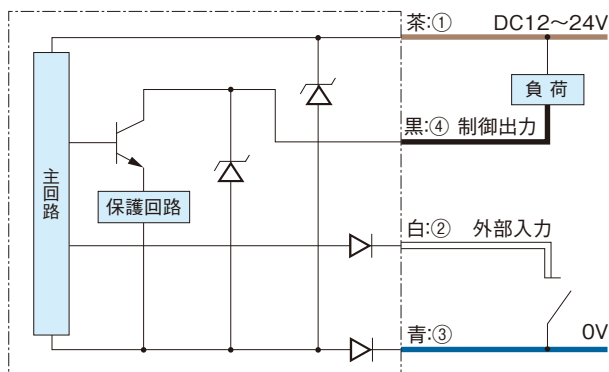 茶:① DC12～24V
負荷
黒:④ 制御出力
主回路
保護回路
白:② 外部入力
青:③ 0V